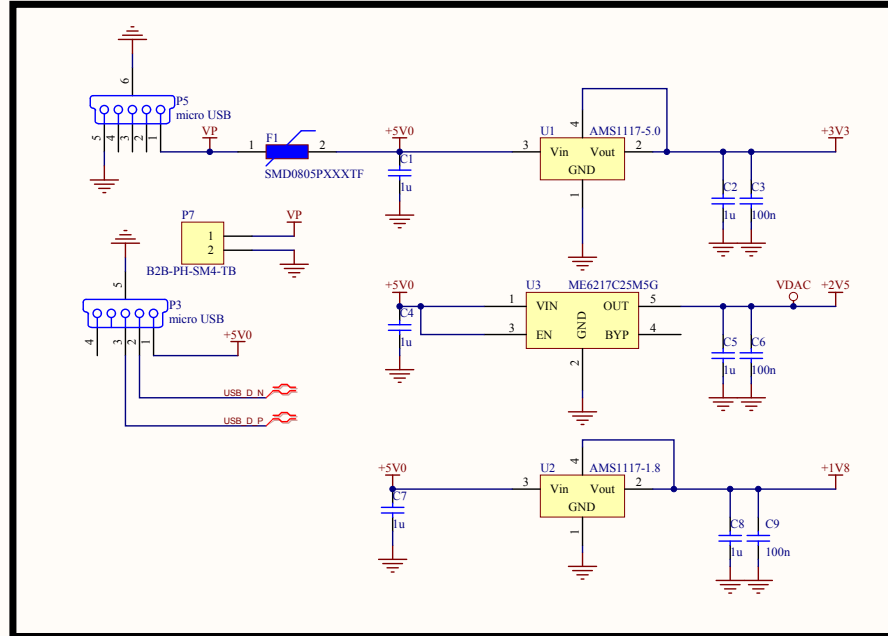 6
P5
micro USB
5
4
3
2
1
VP
1
F1
2
SMD0805PXXXTF
+5V0
C1
1u
U1
AMS1117-5.0
4
3
Vin
Vout
2
GND
1
+3V3
C2
1u
C3
100n
P7
1
2
VP
B2B-PH-SM4-TB
5
P3
micro USB
4
3
2
1
+5V0
USB_D_N
USB_D_P
+5V0
C4
1u
U3
ME6217C25M5G
1
VIN
OUT
5
3
EN
BYP
4
GND
2
VDAC
+2V5
C5
1u
C6
100n
+5V0
C7
1u
U2
AMS1117-1.8
4
3
Vin
Vout
2
GND
1
+1V8
C8
1u
C9
100n